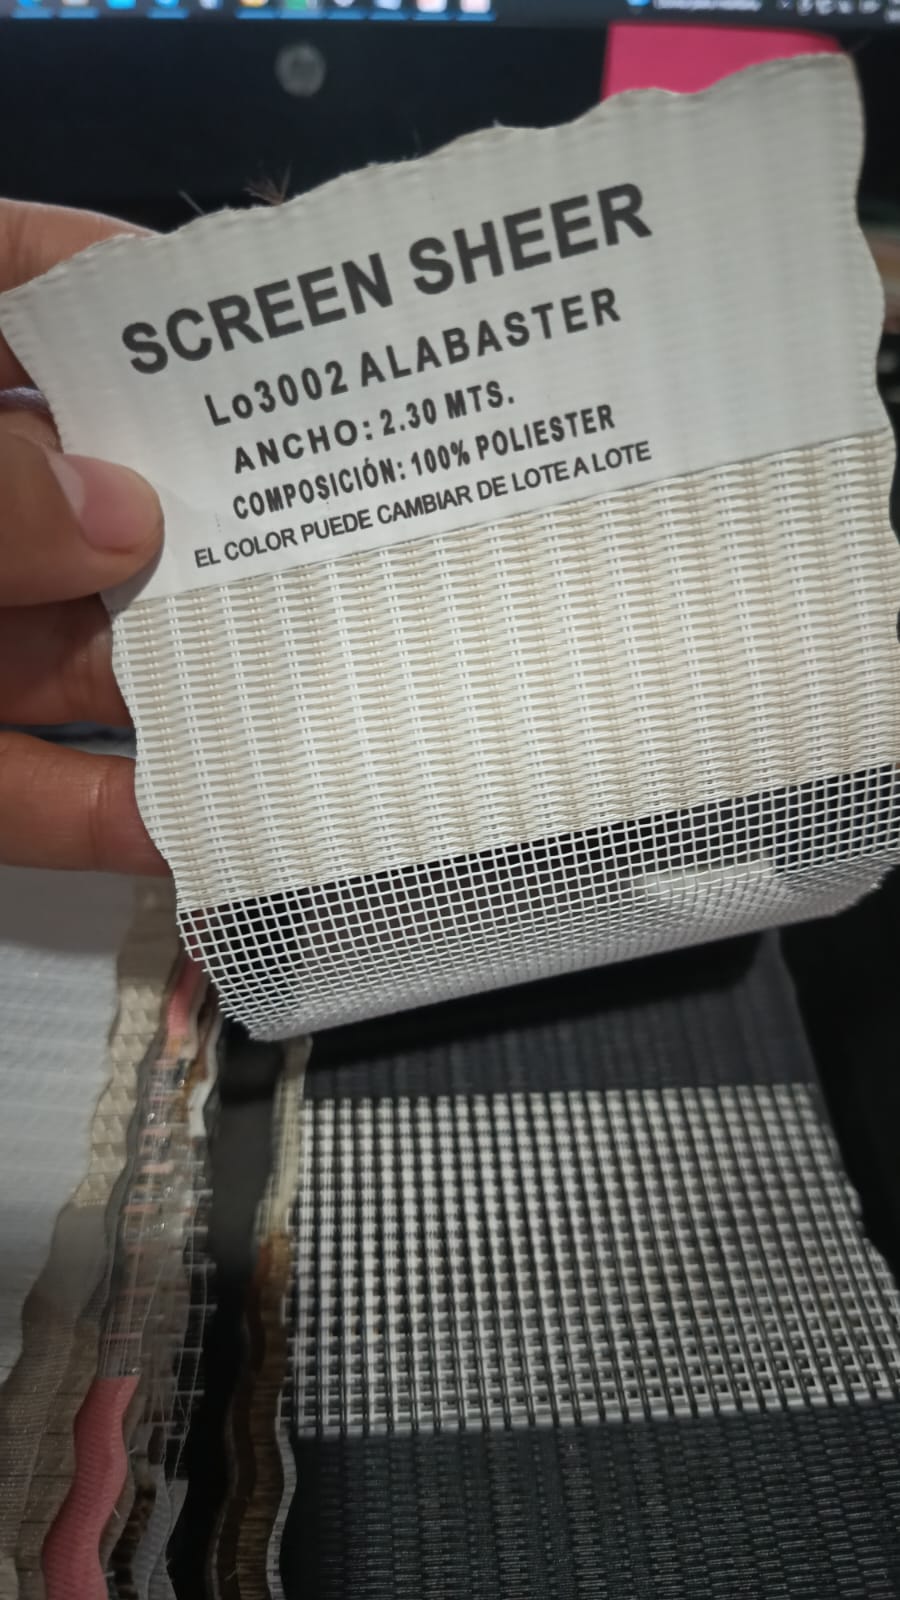 SCREEN SHEER
Lo3002 ALABASTER
ANCHO: 2.30 MTS.
COMPOSICIÓN: 100% POLIESTER
EL COLOR PUEDE CAMBIAR DE LOTE A LOTE